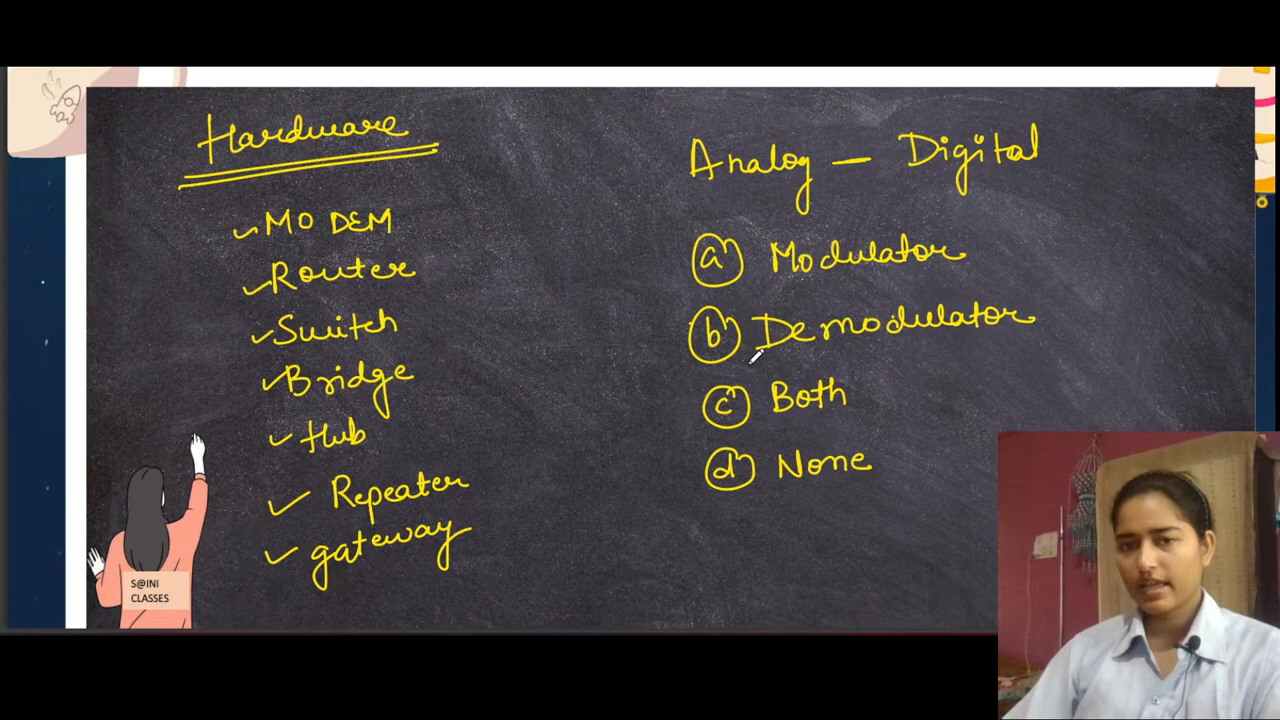 Hardware
MODEM
Router
Switch
Bridge
Hub
Repeater
gateway
S@INI
CLASSES
Analog — Digital
a Modulator
b Demodulator
c Both
d None